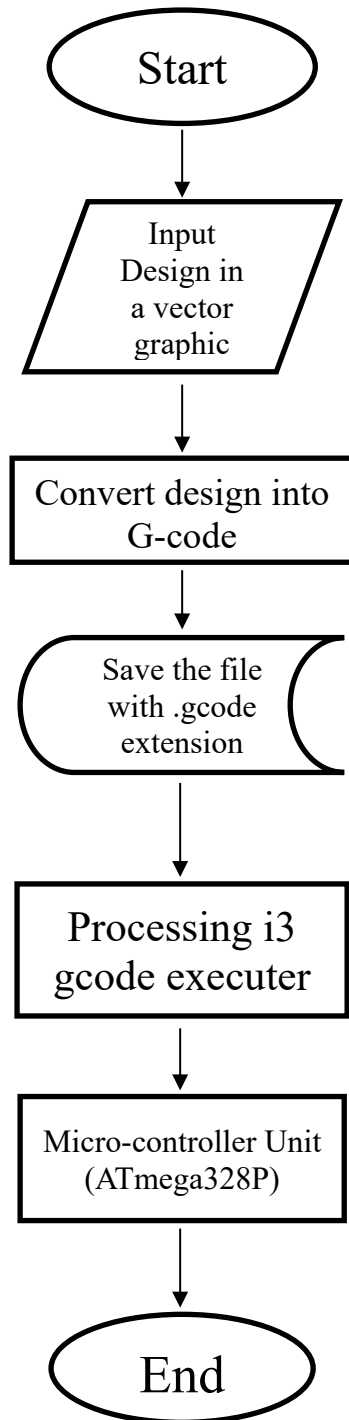 Start
Input
Design in
a vector
graphic
Convert design into
G-code
Save the file
with .gcode
extension
Processing i3
gcode executer
Micro-controller Unit
(ATmega328P)
End